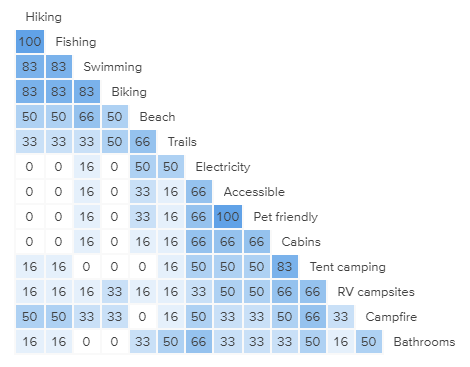 Hiking
100 Fishing
83 83 Swimming
83 83 83 Biking
50 50 66 50 Beach
33 33 33 50 66 Trails
0 0 16 0 50 50 Electricity
0 0 16 0 33 16 66 Accessible
0 0 16 0 33 16 66 100 Pet friendly
0 0 16 0 16 16 66 66 66 Cabins
16 16 0 0 0 16 50 50 50 83 Tent camping
16 16 16 33 16 16 33 50 50 66 66 RV campsites
50 50 33 33 0 16 50 33 33 50 66 33 Campfire
16 16 0 0 33 50 66 33 33 33 50 16 50 Bathrooms